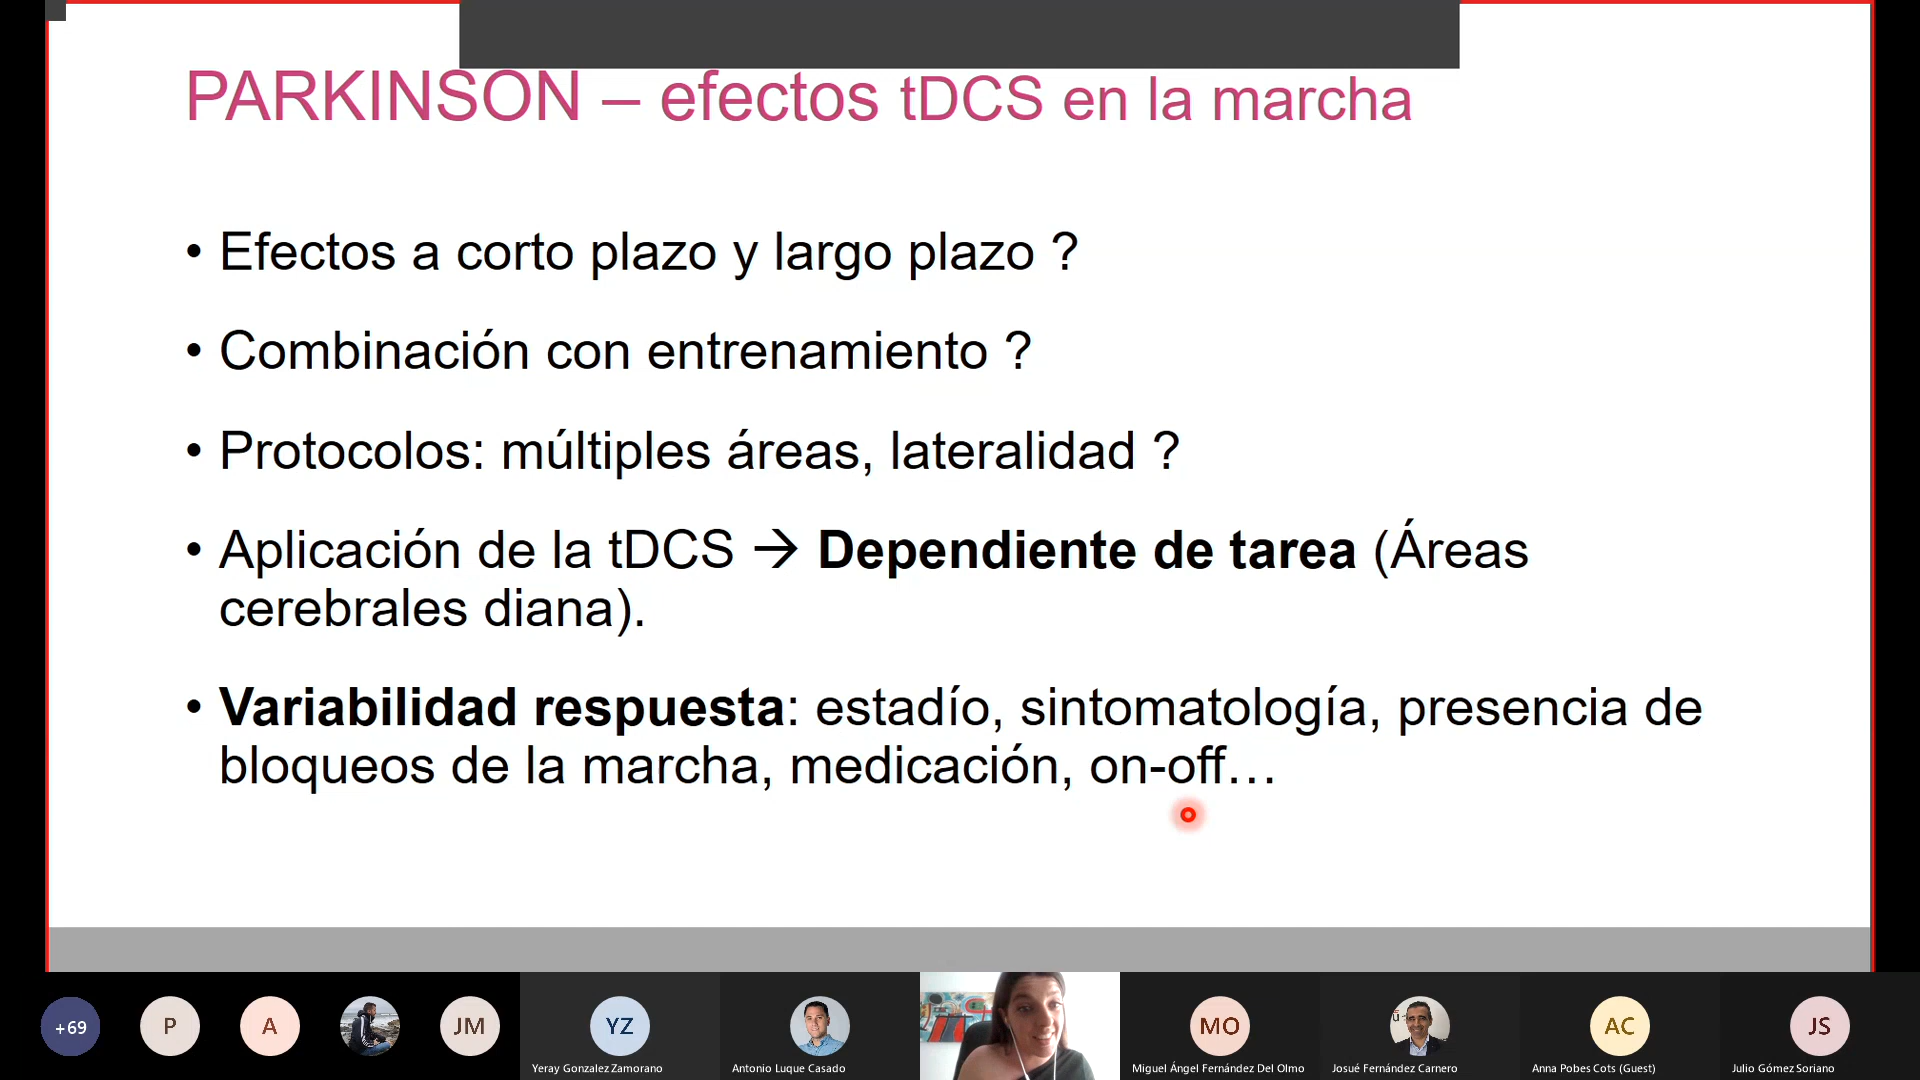 PARKINSON – efectos tDCS en la marcha
• Efectos a corto plazo y largo plazo ?
• Combinación con entrenamiento ?
• Protocolos: múltiples áreas, lateralidad ?
• Aplicación de la tDCS → Dependiente de tarea (Áreas
cerebrales diana).
• Variabilidad respuesta: estadío, sintomatología, presencia de
bloqueos de la marcha, medicación, on-off…
+69
P
A
JM
YZ
MO
AC
JS
Yeray Gonzalez Zamorano
Antonio Luque Casado
Miguel Ángel Fernández Del Olmo
Josué Fernández Carnero
Anna Pobes Cots (Guest)
Julio Gómez Soriano